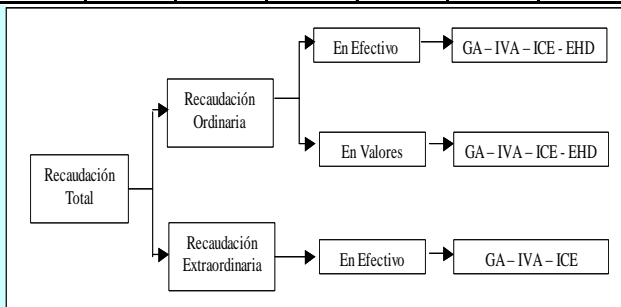 En Efectivo
GA – IVA – ICE - EHD
Recaudación
Ordinaria
En Valores
GA – IVA – ICE - EHD
Recaudación
Total
Recaudación
Extraordinaria
En Efectivo
GA – IVA – ICE